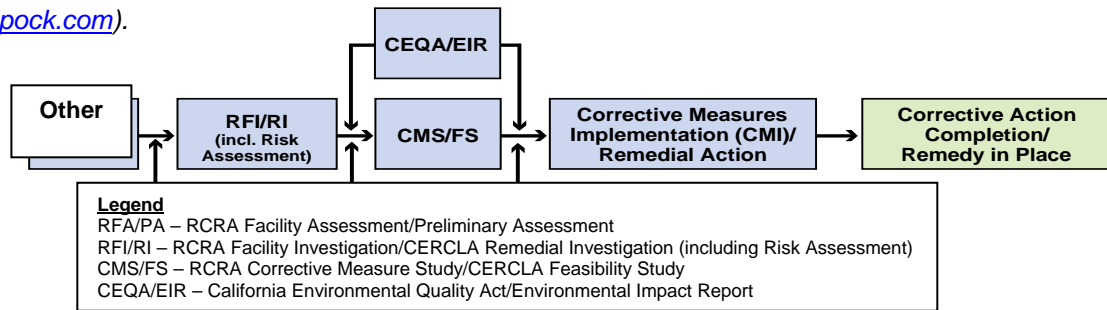 pock.com).
CEQA/EIR
Other
RFI/RI
(incl. Risk
Assessment)
CMS/FS
Corrective Measures
Implementation (CMI)/
Remedial Action
Corrective Action
Completion/
Remedy in Place
Legend
RFA/PA – RCRA Facility Assessment/Preliminary Assessment
RFI/RI – RCRA Facility Investigation/CERCLA Remedial Investigation (including Risk Assessment)
CMS/FS – RCRA Corrective Measure Study/CERCLA Feasibility Study
CEQA/EIR – California Environmental Quality Act/Environmental Impact Report